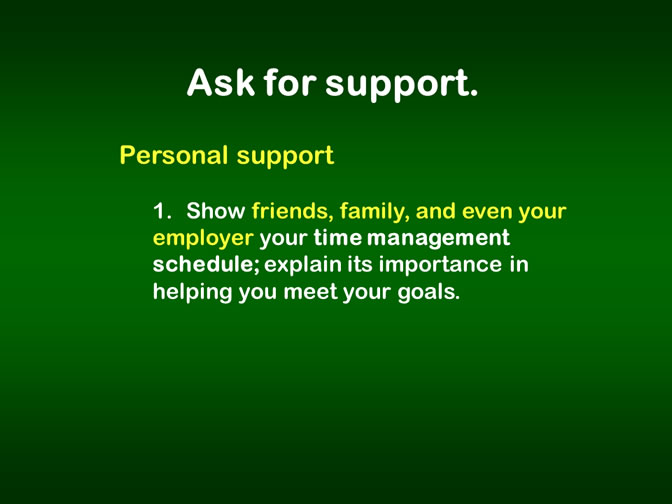 Ask for support.
Personal support
1. Show friends, family, and even your
employer your time management
schedule; explain its importance in
helping you meet your goals.